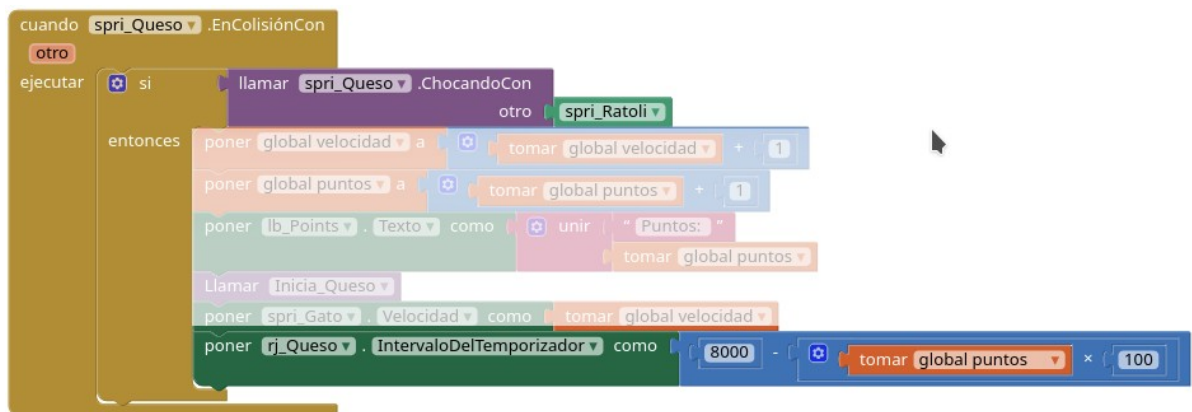 cuando spri_Queso .EnColisiónCon
otro
ejecutar si llamar spri_Queso .ChocandoCon
otro spri_Ratoli
entonces poner global velocidad a tomar global velocidad + 1
poner global puntos a tomar global puntos + 1
poner lb_Points . Texto como unir " Puntos: "
tomar global puntos
Llamar Inicia_Queso
poner spri_Gato . Velocidad como tomar global velocidad
poner rj_Queso . IntervaloDelTemporizador como 8000 - tomar global puntos × 100